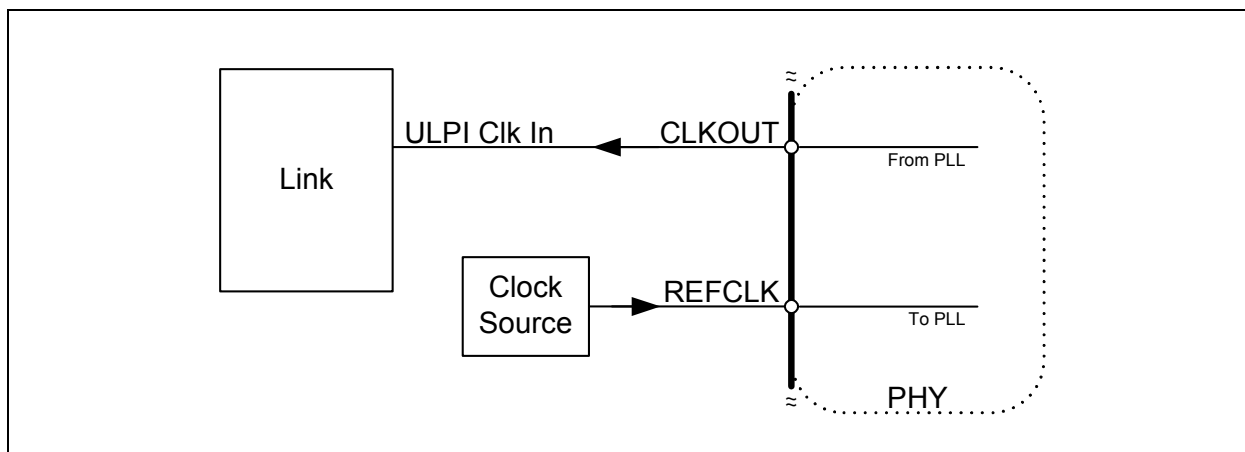 ULPI Clk In
CLKOUT
From PLL
Link
Clock
Source
REFCLK
To PLL
PHY